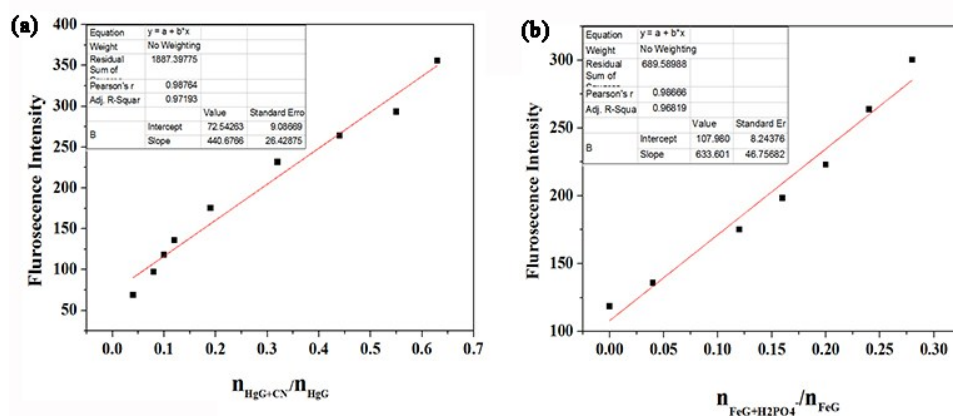 (a)
Equation y = a + b*x
Weight No Weighting
Residual 1887.39775
Sum of
Pearson's r 0.98764
Adj. R-Squar 0.97193
Value Standard Erro
B Intercept 72.54263 9.08669
Slope 440.6766 26.42875
400
350
300
250
200
150
100
50
Flurosecence Intensity
0.0 0.1 0.2 0.3 0.4 0.5 0.6 0.7
nHgG+CN/nHgG
(b)
Equation y = a + b*x
Weight No Weighting
Residual 689.58988
Sum of
Pearson's r 0.98666
Adj. R-Squa 0.96819
Value Standard Er
B Intercept 107.980 8.24376
Slope 633.601 46.75682
300
250
200
150
100
Flurosecence Intensity
0.00 0.05 0.10 0.15 0.20 0.25 0.30
nFeG+H2PO4/nFeG